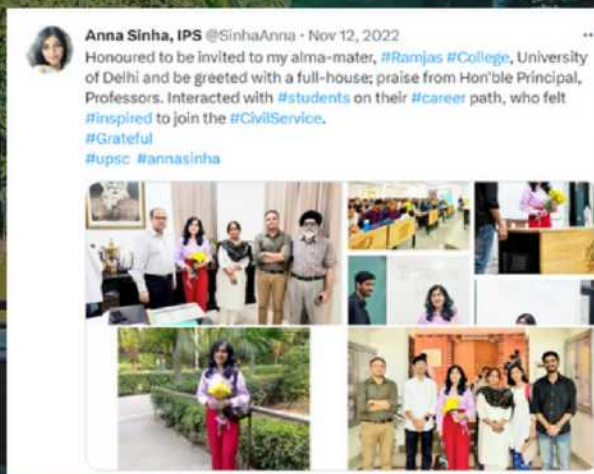 Anna Sinha, IPS @SinhaAnna · Nov 12, 2022
Honoured to be invited to my alma-mater, #Ramjas #College, University
of Delhi and be greeted with a full-house; praise from Hon'ble Principal,
Professors. Interacted with #students on their #career path, who felt
#inspired to join the #CivilService.
#Grateful
#upsc #annasinha